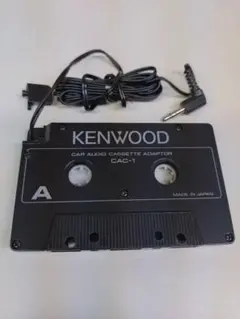 KENWOOD
CAR AUDIO CASSETTE ADAPTOR
CAC-1
A
MADE IN JAPAN